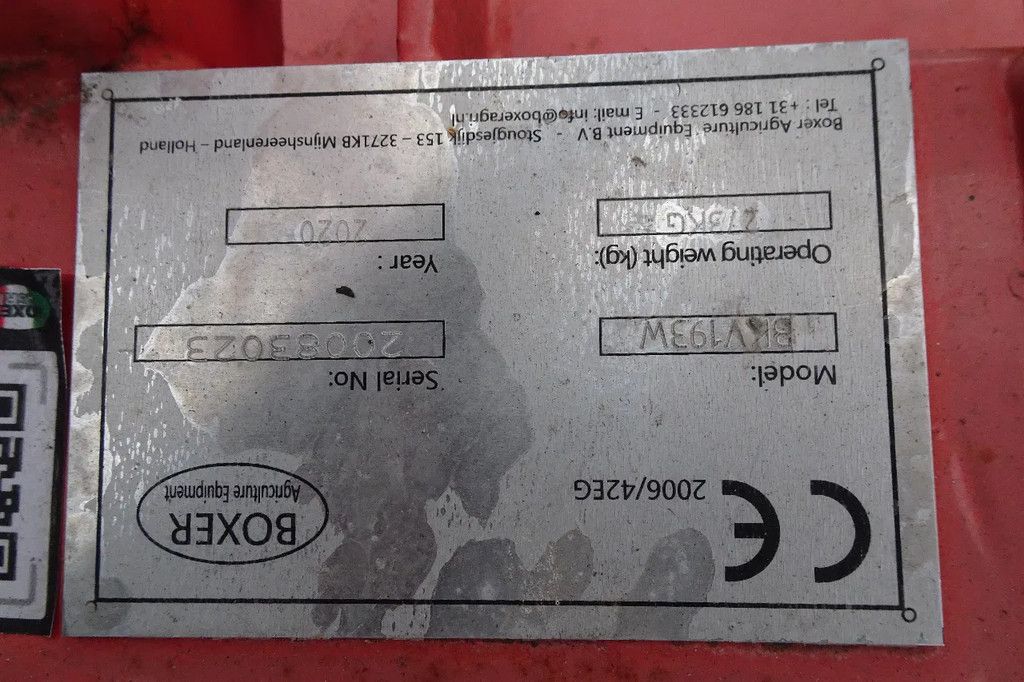 CE 2006/42EG
BOXER
Agriculture Equipment
Model:
Serial No:
BKV193W
20083023
Operating weight (kg):
Year :
273KG
2020
Boxer Agriculture Equipment B.V - Stougjesdijk 153 – 3271KB Mijnsheerenland – Holland
Tel : +31 186 612333 - E mail: info@boxeragri.nl